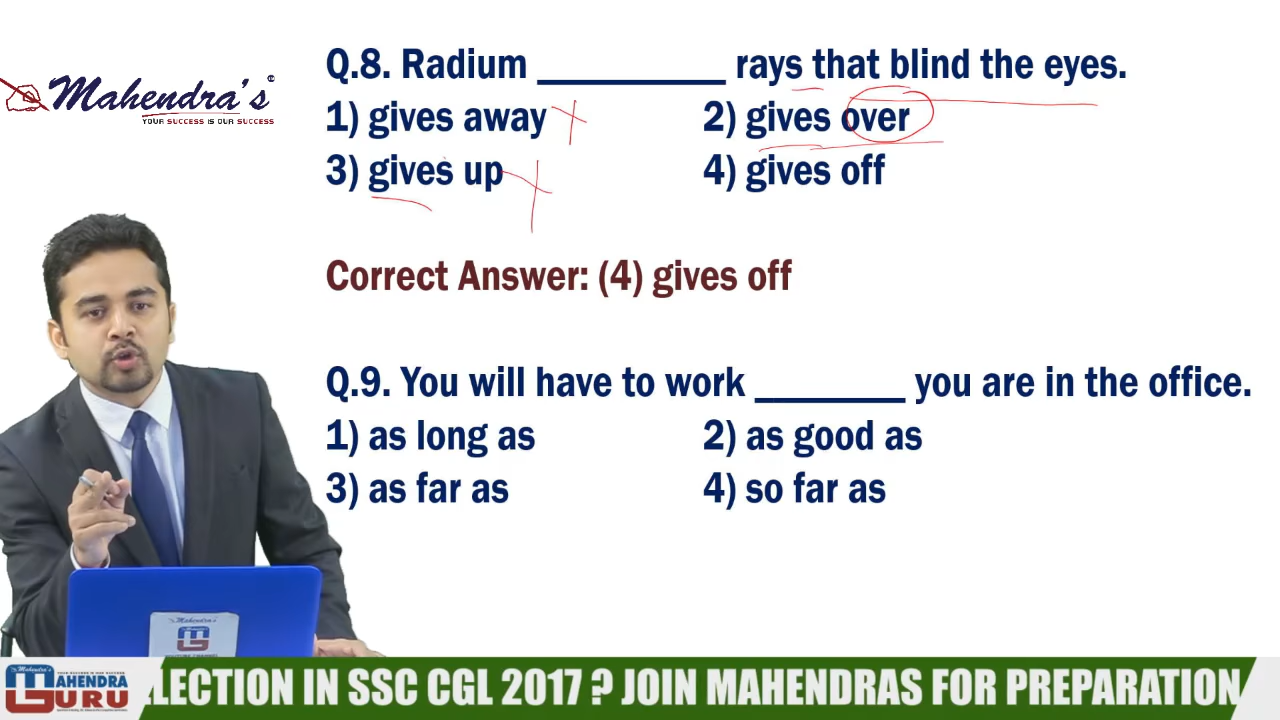 Mahendra's
YOUR SUCCESS IS OUR SUCCESS
Q.8. Radium __________ rays that blind the eyes.
1) gives away
2) gives over
3) gives up
4) gives off
Correct Answer: (4) gives off
Q.9. You will have to work ________ you are in the office.
1) as long as
2) as good as
3) as far as
4) so far as
Mahendra's
Mahendra's
MAHENDRA
GURU
LECTION IN SSC CGL 2017 ? JOIN MAHENDRAS FOR PREPARATION